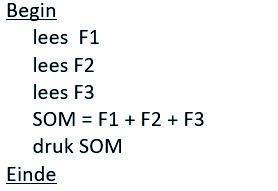 Begin
lees F1
lees F2
lees F3
SOM = F1 + F2 + F3
druk SOM
Einde